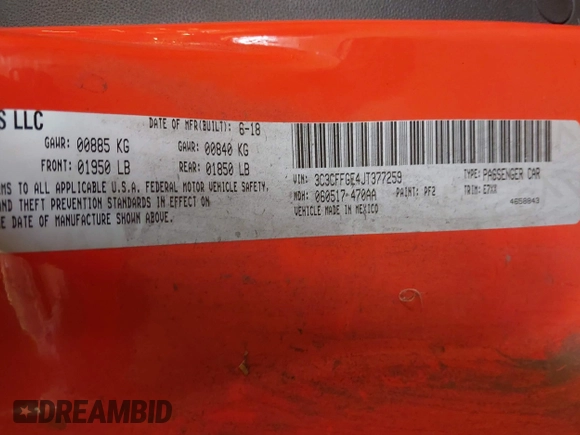 S LLC
DATE OF MFR(BUILT): 6-18
GAWR: 00885 KG GAWR: 00840 KG
FRONT: 01950 LB REAR: 01850 LB
MS TO ALL APPLICABLE U.S.A. FEDERAL MOTOR VEHICLE SAFETY,
AND THEFT PREVENTION STANDARDS IN EFFECT ON
E DATE OF MANUFACTURE SHOWN ABOVE.
VIN: 3C3CFFGE4JT377259 TYPE: PASSENGER CAR
MDH: 060517-470AA PAINT: PF2 TRIM: E7XX
VEHICLE MADE IN MEXICO 4658843
DREAMBID